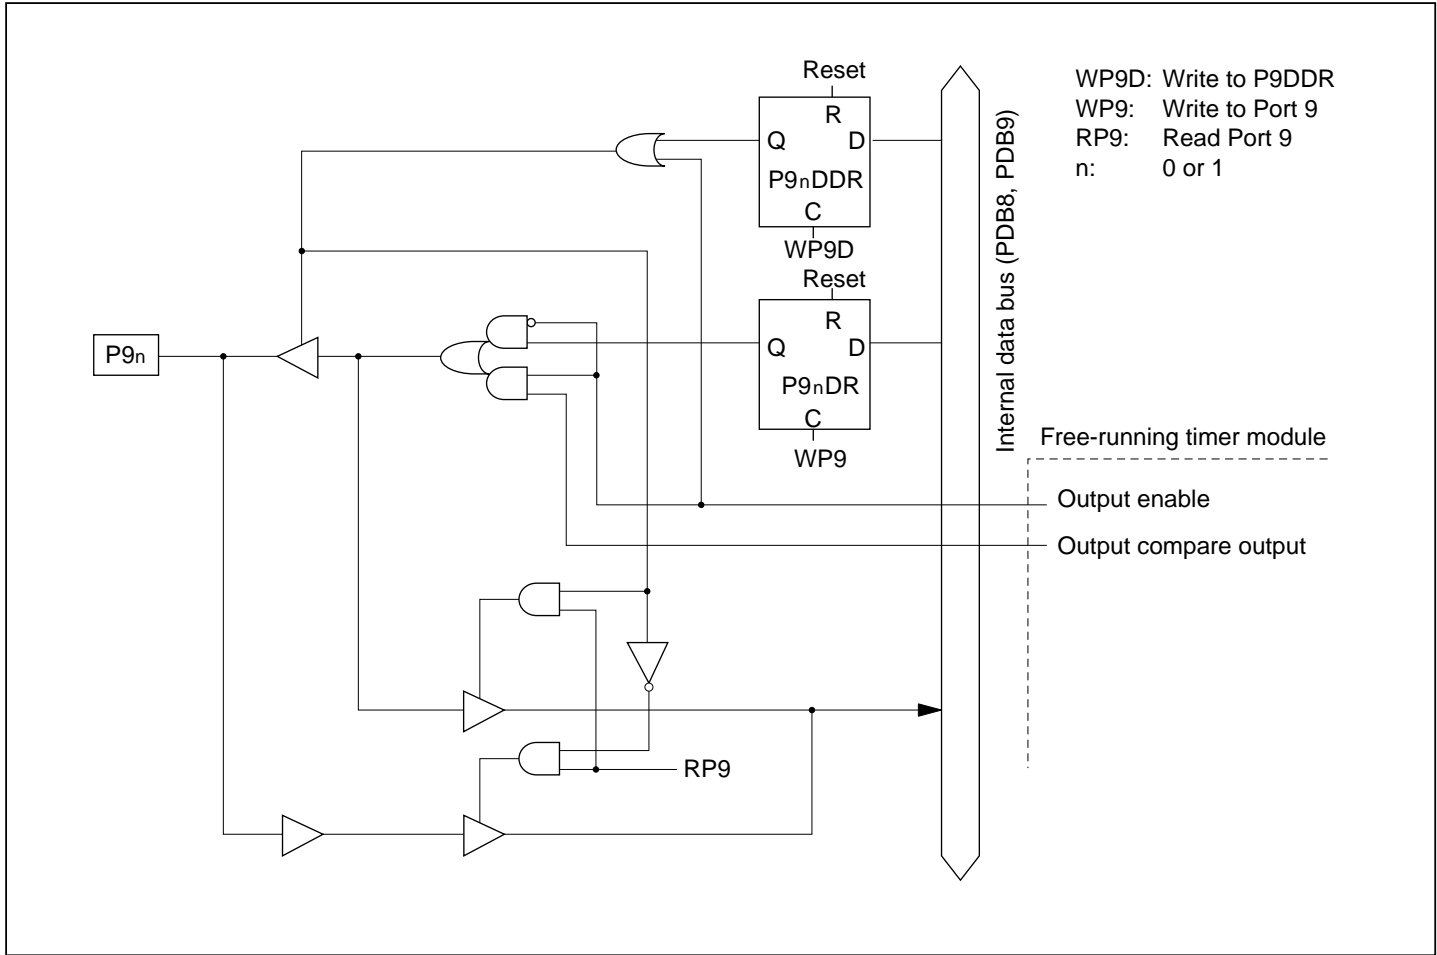 Reset
R
Q D
P9nDDR
C
WP9D
Reset
R
Q D
P9nDR
C
WP9
P9n
Internal data bus (PDB8, PDB9)
WP9D: Write to P9DDR
WP9: Write to Port 9
RP9: Read Port 9
n: 0 or 1
Free-running timer module
Output enable
Output compare output
RP9